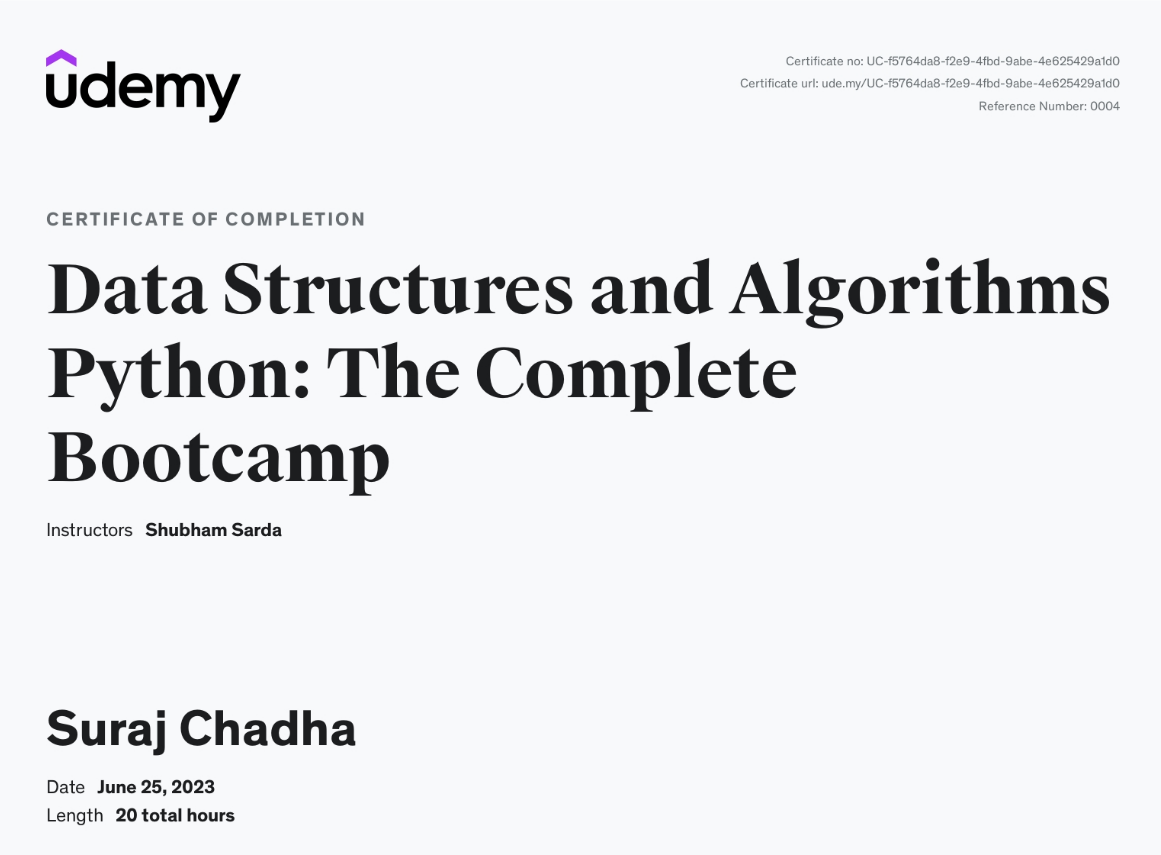 udemy
Certificate no: UC-f5764da8-f2e9-4fbd-9abe-4e625429a1d0
Certificate url: ude.my/UC-f5764da8-f2e9-4fbd-9abe-4e625429a1d0
Reference Number: 0004
CERTIFICATE OF COMPLETION
Data Structures and Algorithms
Python: The Complete
Bootcamp
Instructors Shubham Sarda
Suraj Chadha
Date June 25, 2023
Length 20 total hours